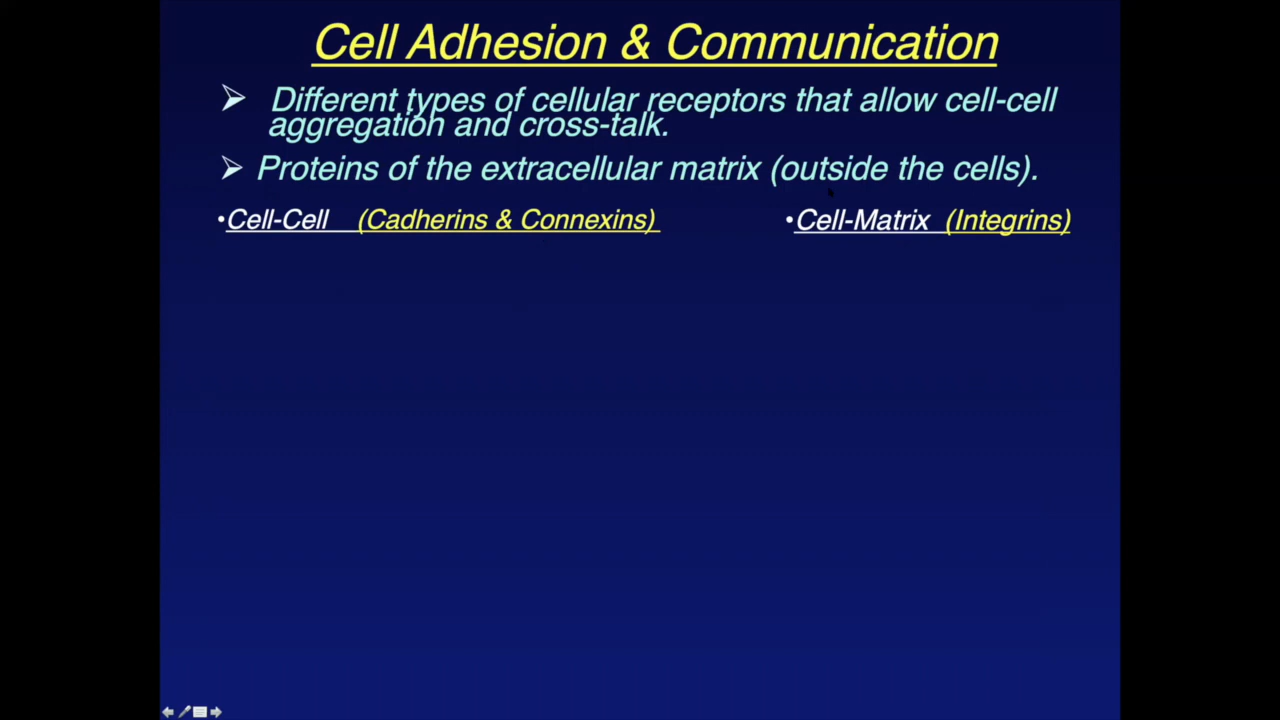 Cell Adhesion & Communication
➢ Different types of cellular receptors that allow cell-cell
aggregation and cross-talk.
➢ Proteins of the extracellular matrix (outside the cells).
•Cell-Cell (Cadherins & Connexins) •Cell-Matrix (Integrins)